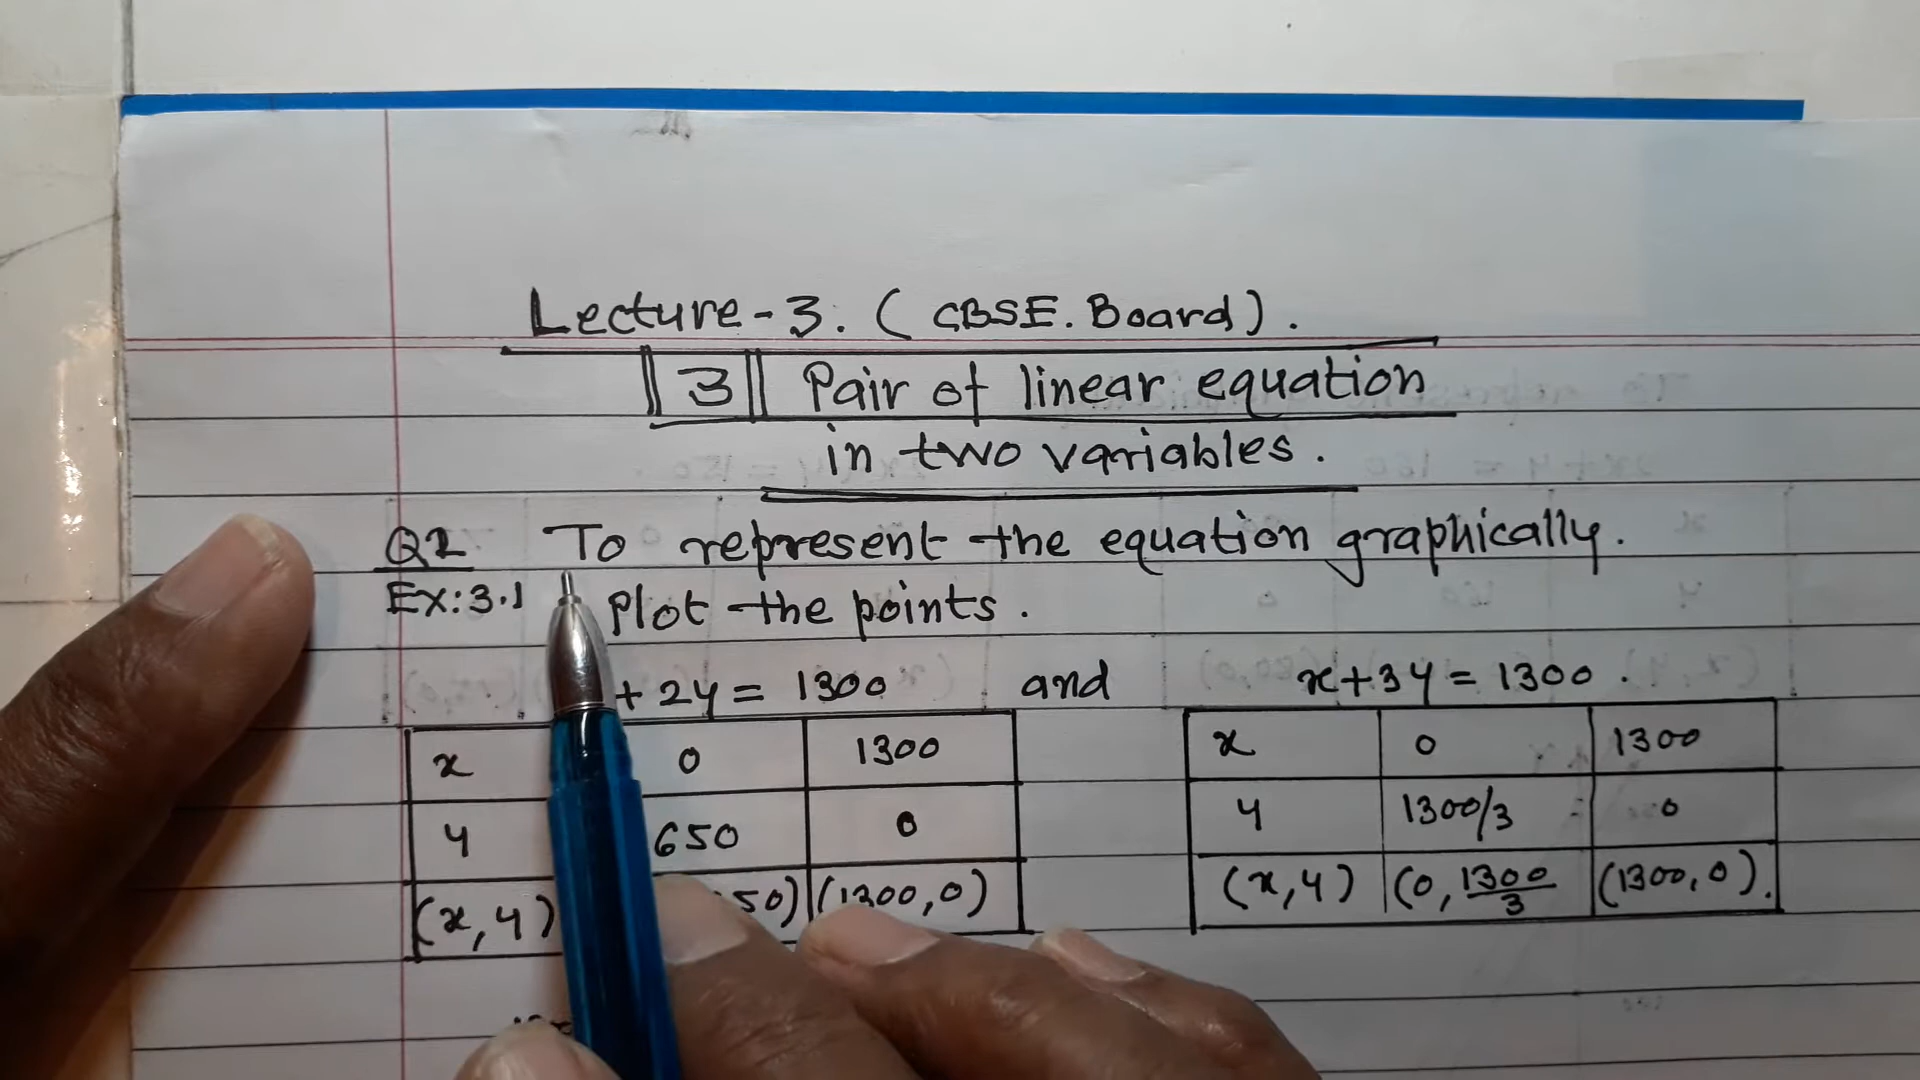 Lecture-3. ( CBSE. Board ).
3 Pair of linear equation
in two variables.
Q2 To represent the equation graphically.
Ex:3.1 Plot the points.
+ 2y = 1300 and x+3y = 1300.
x 0 1300
y 650 0
(x,y) 50) (1300,0)
x 0 1300
y 1300/3 0
(x,y) (0, 1300/3 (1300,0).